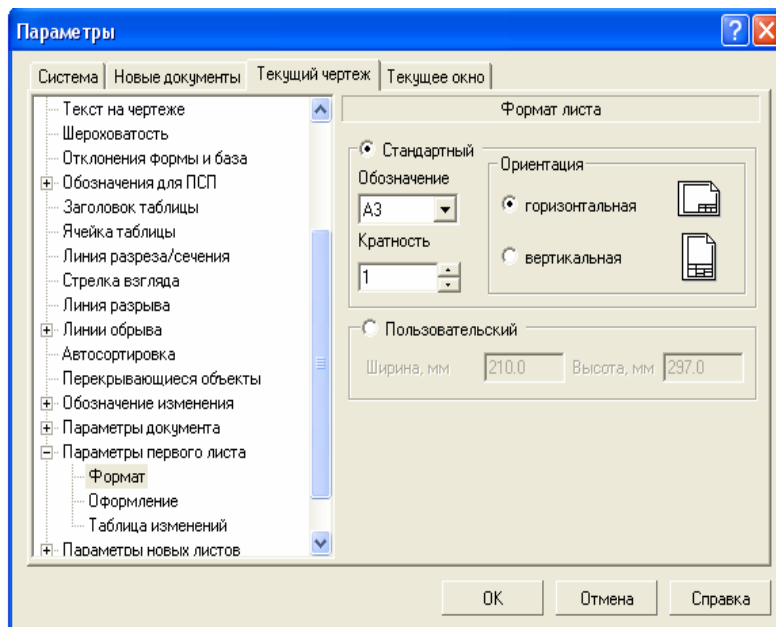 Параметры
Система
Новые документы
Текущий чертеж
Текущее окно
Текст на чертеже
Шероховатость
Отклонения формы и база
Обозначения для ПСП
Заголовок таблицы
Ячейка таблицы
Линия разреза/сечения
Стрелка взгляда
Линия разрыва
Линии обрыва
Автосортировка
Перекрывающиеся объекты
Обозначение изменения
Параметры документа
Параметры первого листа
Формат
Оформление
Таблица изменений
Параметры новых листов
Формат листа
Стандартный
Обозначение
A3
Кратность
1
Ориентация
горизонтальная
вертикальная
Пользовательский
Ширина, мм 210.0 Высота, мм 297.0
OK Отмена Справка